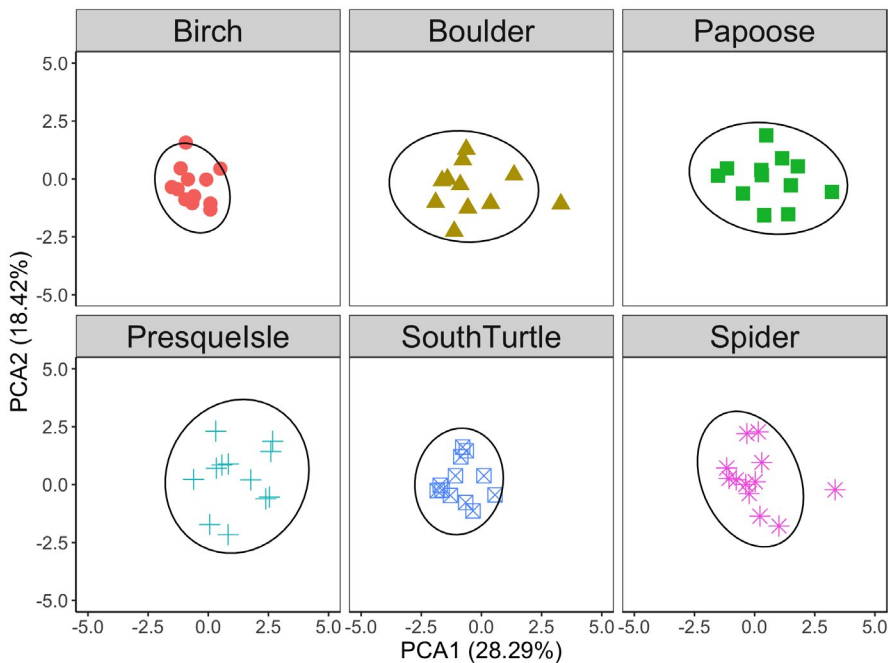 Birch Boulder Papoose
5.0
2.5
0.0
-2.5
-5.0
PresqueIsle SouthTurtle Spider
5.0
2.5
0.0
-2.5
-5.0
-5.0 -2.5 0.0 2.5 5.0 -5.0 -2.5 0.0 2.5 5.0 -5.0 -2.5 0.0 2.5 5.0
PCA1 (28.29%)
PCA2 (18.42%)